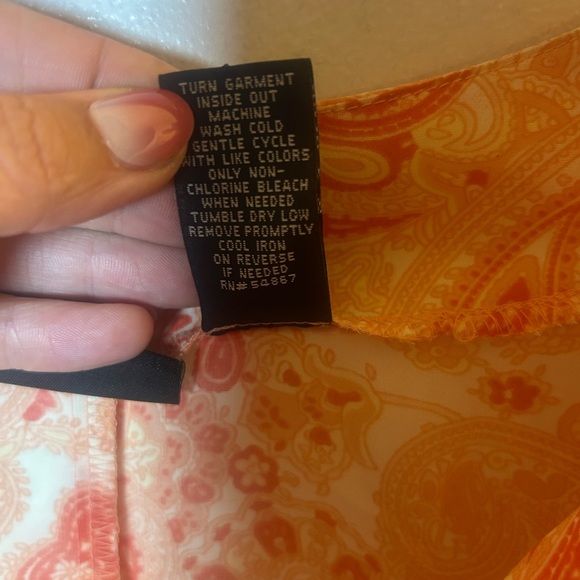 TURN GARMENT
INSIDE OUT
MACHINE
WASH COLD
GENTLE CYCLE
WITH LIKE COLORS
ONLY NON-
CHLORINE BLEACH
WHEN NEEDED
TUMBLE DRY LOW
REMOVE PROMPTLY
COOL IRON
ON REVERSE
IF NEEDED
RN# 54867